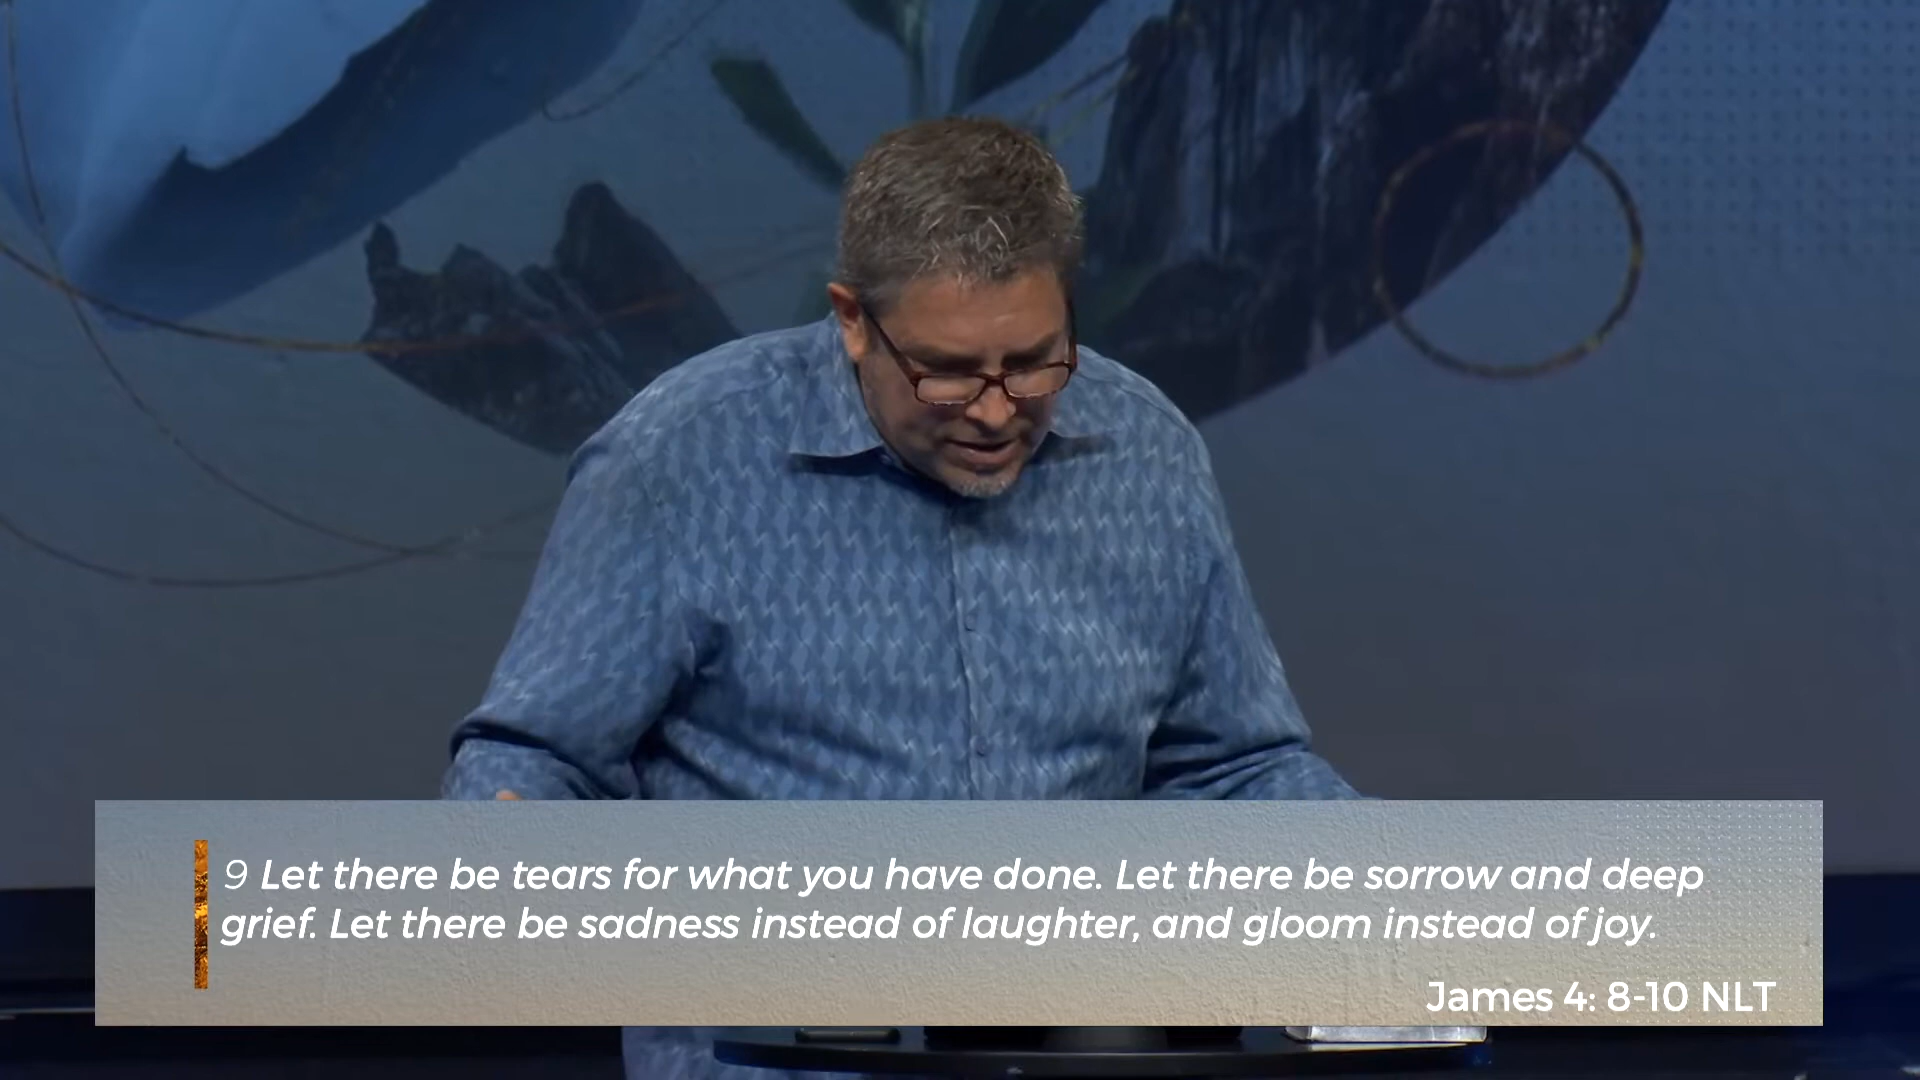 9 Let there be tears for what you have done. Let there be sorrow and deep
grief. Let there be sadness instead of laughter, and gloom instead of joy.
James 4: 8-10 NLT